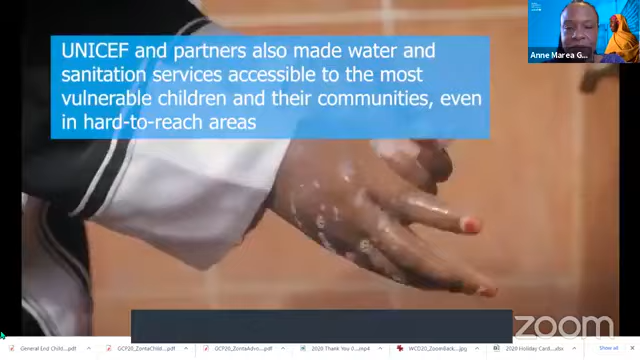 UNICEF and partners also made water and
sanitation services accessible to the most
vulnerable children and their communities, even
in hard-to-reach areas
Anne Marea G...
zoom
General End Child....pdf
GCP20_ZontaChild....pdf
GCP20_ZontaAdvo....pdf
2020 Thank You 0....mp4
WCD20_ZoomBack....jpg
2020 Holiday Card....xlsx
Show all